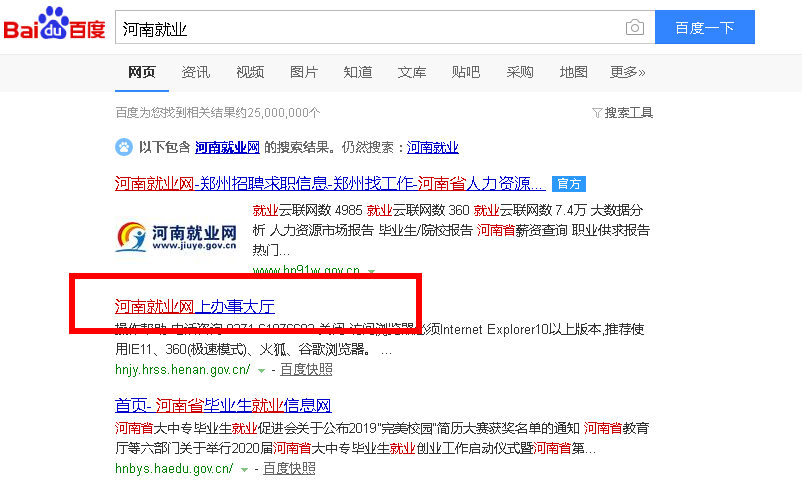 Bai du 百度 河南就业 百度一下
网页 资讯 视频 图片 知道 文库 贴吧 采购 地图 更多»
百度为您找到相关结果约25,000,000个 搜索工具
以下包含 河南就业网 的搜索结果。仍然搜索：河南就业
河南就业网-郑州招聘求职信息-郑州找工作-河南省人力资源... 官方
河南就业网
www.jiuye.gov.cn
就业云联网数 4985 就业云联网数 360 就业云联网数 7.4万 大数据分
析 人力资源市场报告 毕业生/院校报告 河南省薪资查询 职业供求报告
热门...
www.hn91w.gov.cn
河南就业网上办事大厅
操作帮助 电话咨询 关闭 访问浏览器必须Internet Explorer10以上版本,推荐使
用IE11、360(极速模式)、火狐、谷歌浏览器。 ...
hnjy.hrss.henan.gov.cn/ - 百度快照
首页- 河南省毕业生就业信息网
河南省大中专毕业生就业促进会关于公布2019"完美校园"简历大赛获奖名单的通知 河南省教育
厅等六部门关于举行2020届河南省大中专毕业生就业创业工作启动仪式暨河南省第...
hnbys.haedu.gov.cn/ - 百度快照